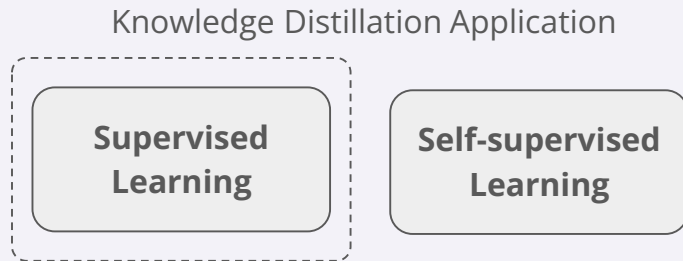 Knowledge Distillation Application
Supervised
Learning
Self-supervised
Learning